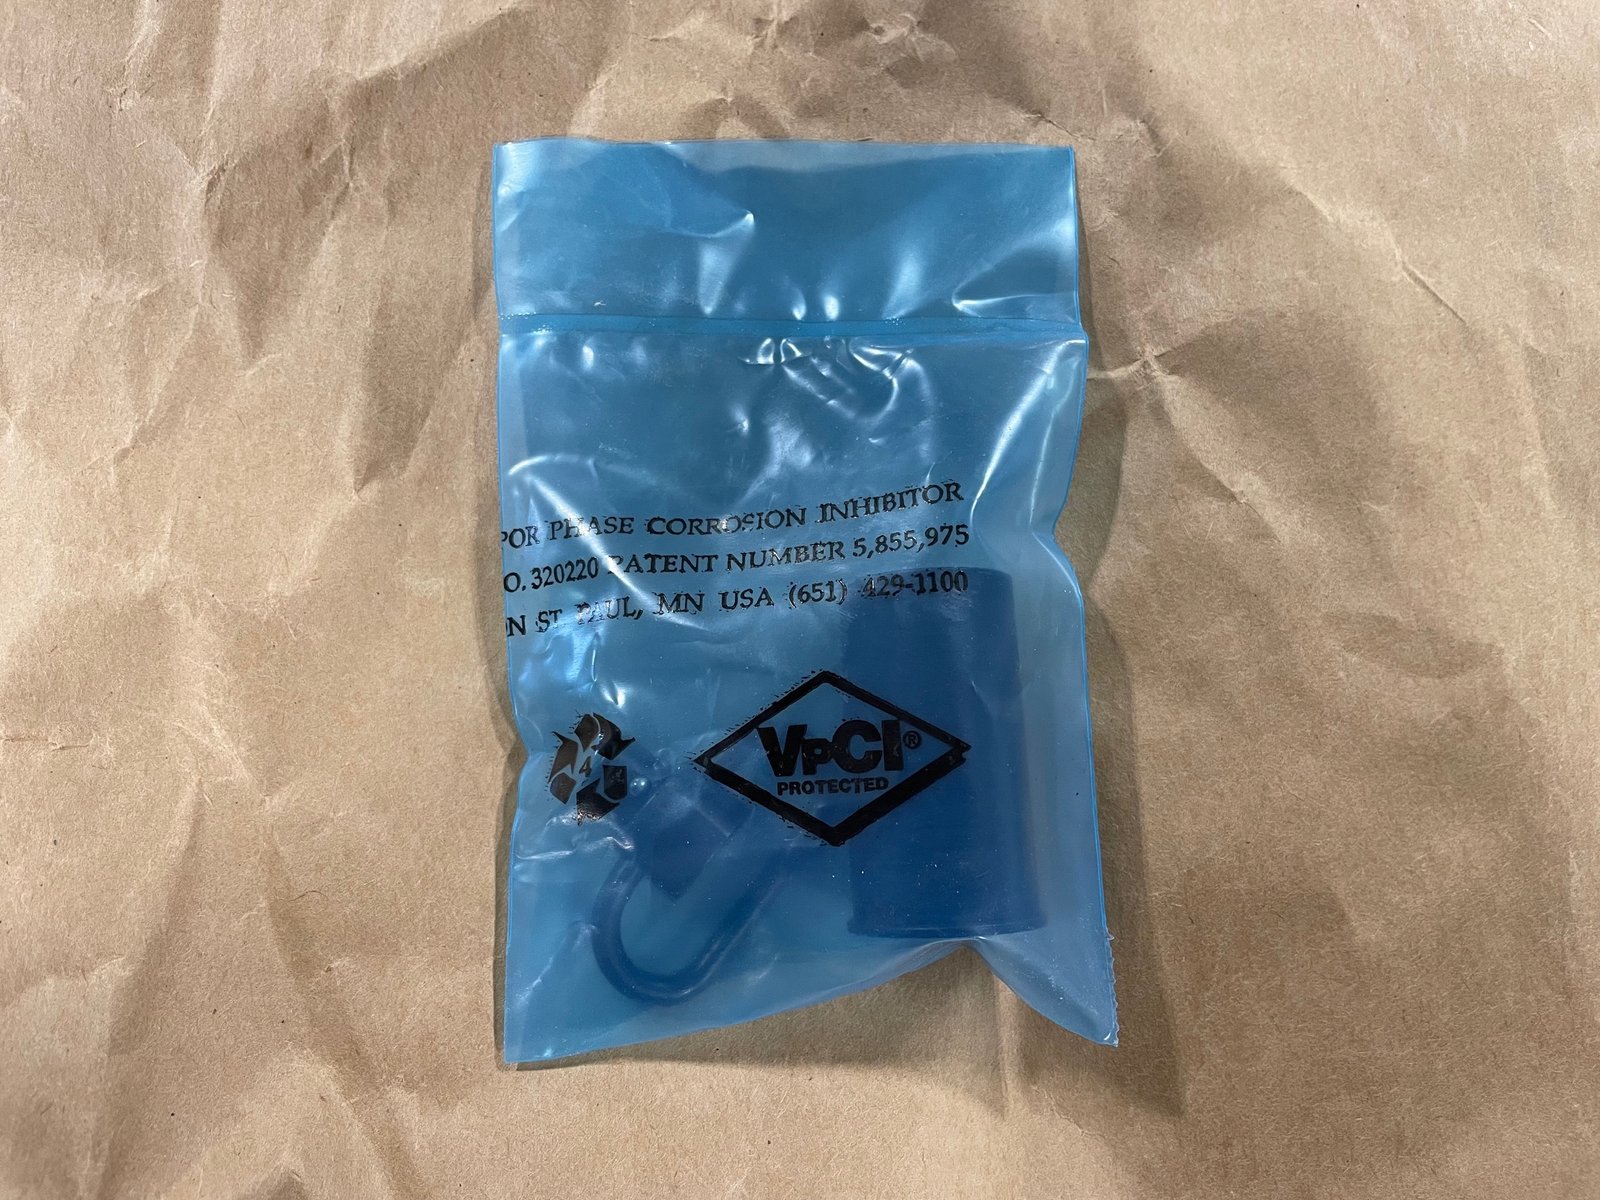 POR PHASE CORROSION INHIBITOR
O. 320220 PATENT NUMBER 5,855,975
N ST. PAUL, MN USA (651) 429-1100
4
VpCI®
PROTECTED